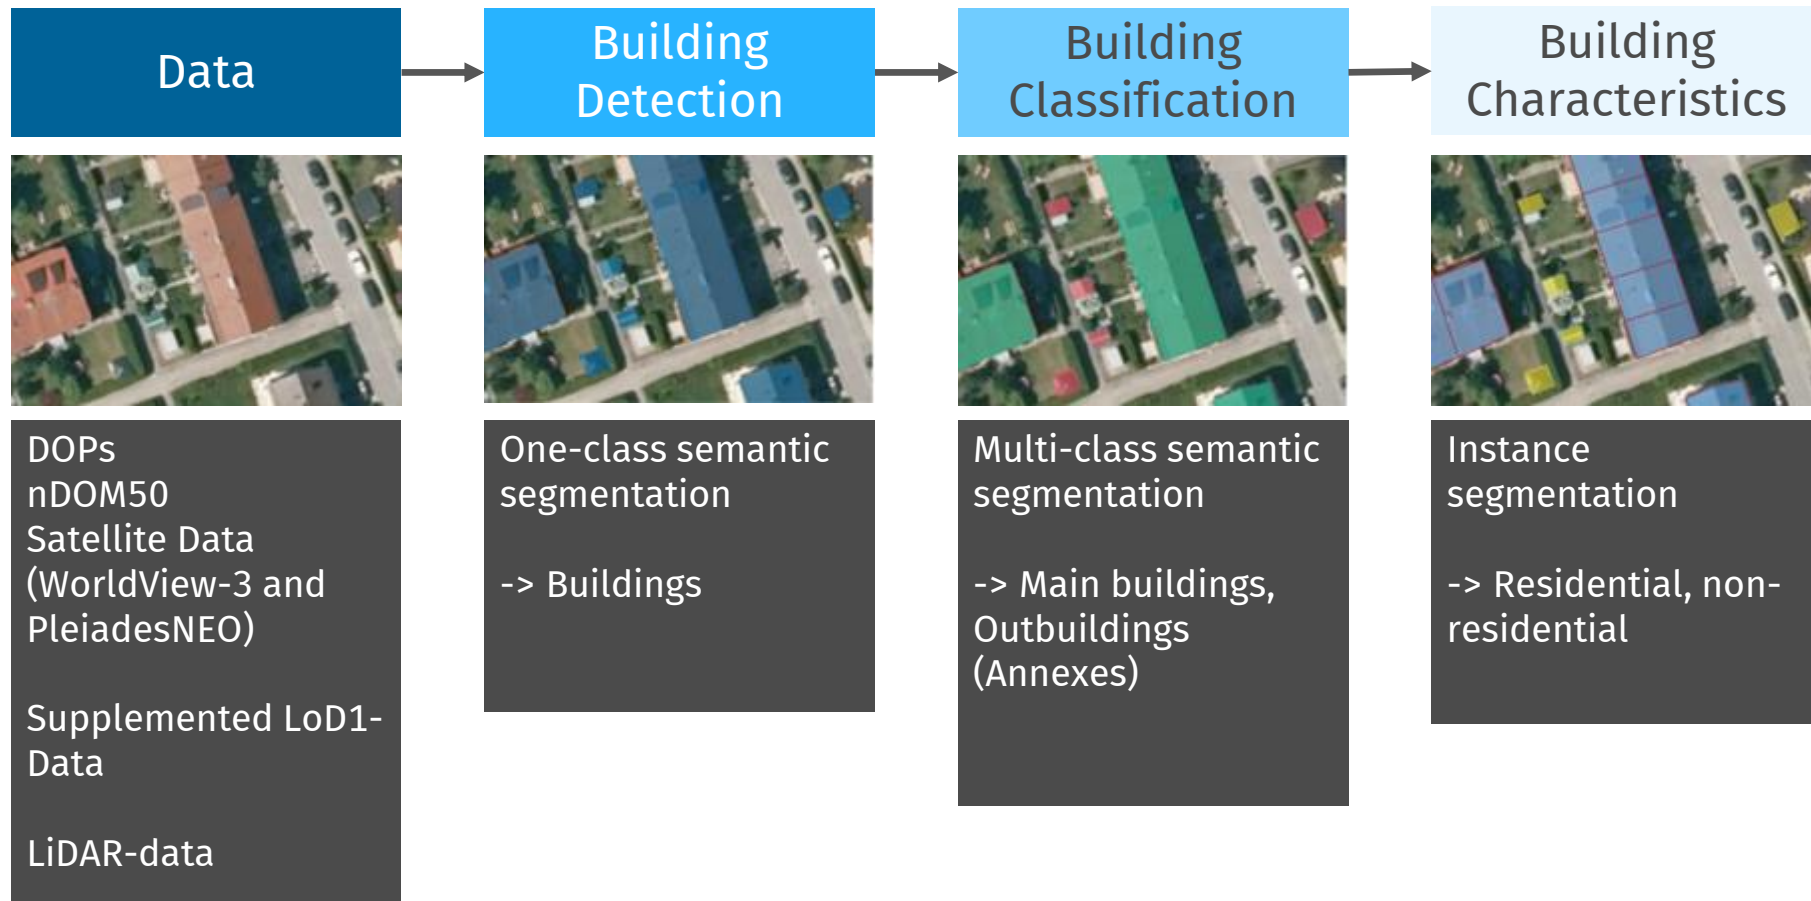 Data
Building
Detection
Building
Classification
Building
Characteristics
DOPs
nDOM50
Satellite Data
(WorldView-3 and
PleiadesNEO)
Supplemented LoD1-
Data
LiDAR-data
One-class semantic
segmentation
-> Buildings
Multi-class semantic
segmentation
-> Main buildings,
Outbuildings
(Annexes)
Instance
segmentation
-> Residential, non-
residential